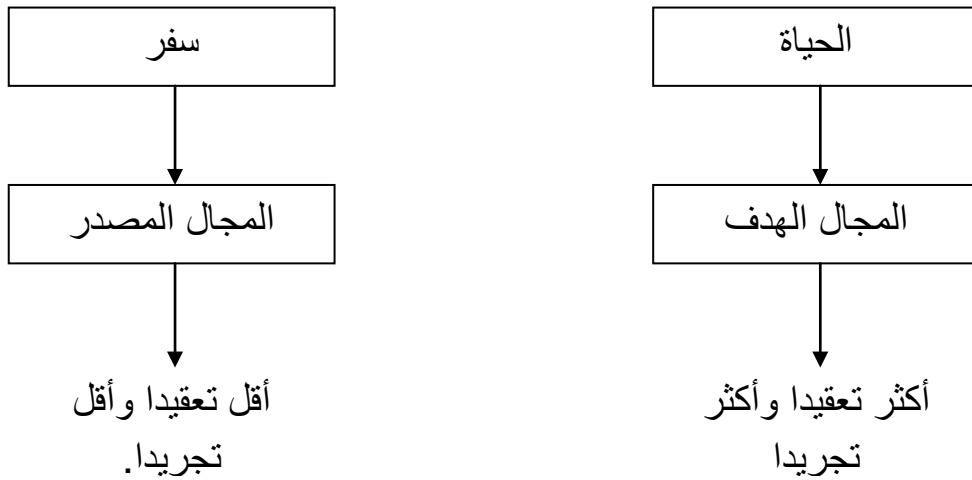 الحياة
سفر
المجال الهدف
المجال المصدر
أكثر تعقيدا وأكثر
تجريدا
أقل تعقيدا وأقل
تجريدا.